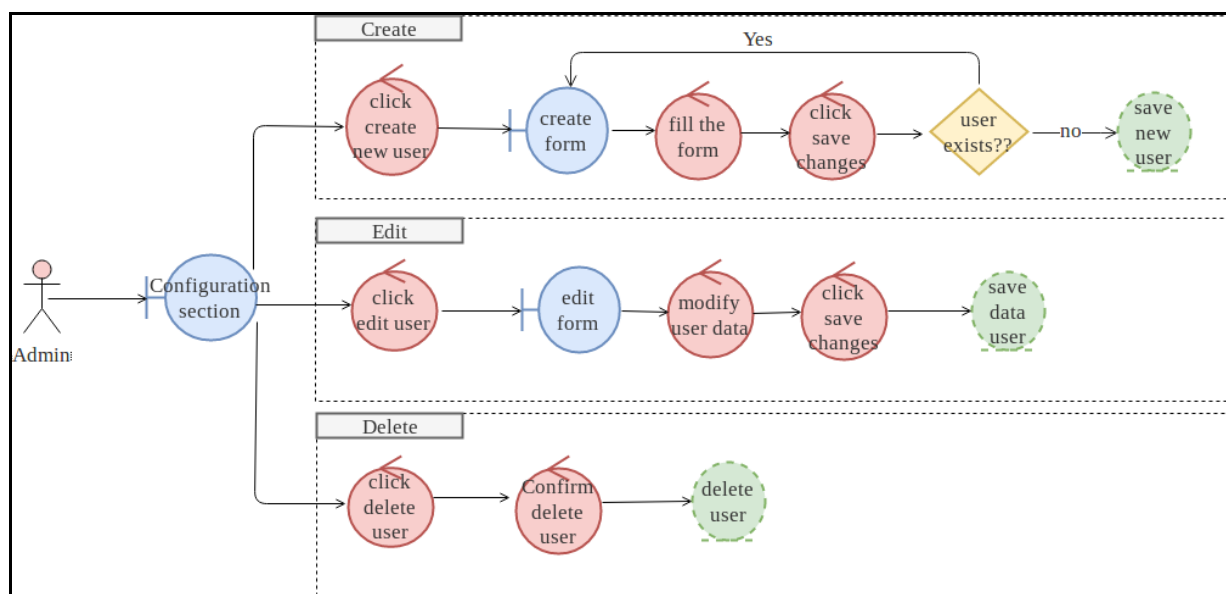 Create
Yes
click
create
new user
create
form
fill the
form
click
save
changes
user
exists??
no
save
new
user
Edit
Admin
Configuration
section
click
edit user
edit
form
modify
user data
click
save
changes
save
data
user
Delete
click
delete
user
Confirm
delete
user
delete
user